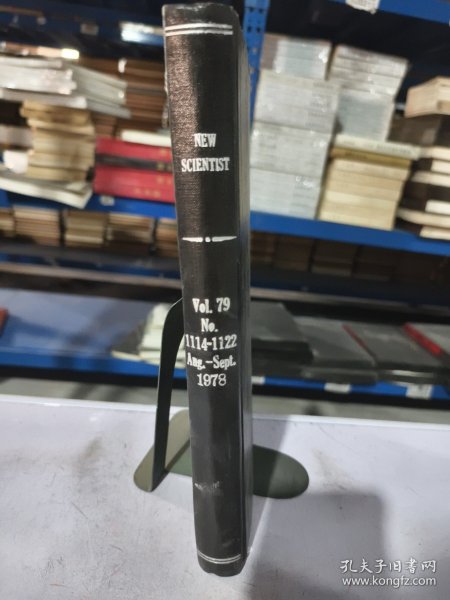 NEW
SCIENTIST
Vol. 79
No.
1114-1122
Aug.-Sept.
1978
孔夫子旧书网
www.kongfz.com